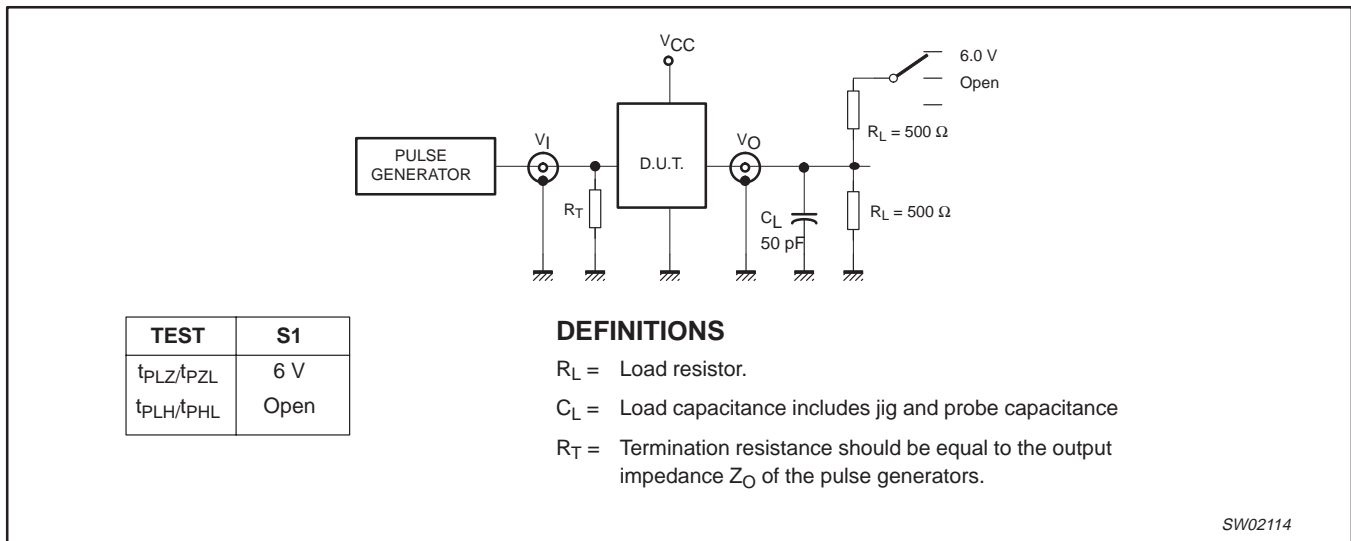 VCC
6.0 V
Open
RL = 500 Ω
VI
VO
PULSE
GENERATOR
D.U.T.
RT
CL
50 pF
RL = 500 Ω
TEST S1
tPLZ/tPZL 6 V
tPLH/tPHL Open
DEFINITIONS
RL = Load resistor.
CL = Load capacitance includes jig and probe capacitance
RT = Termination resistance should be equal to the output
impedance ZO of the pulse generators.
SW02114